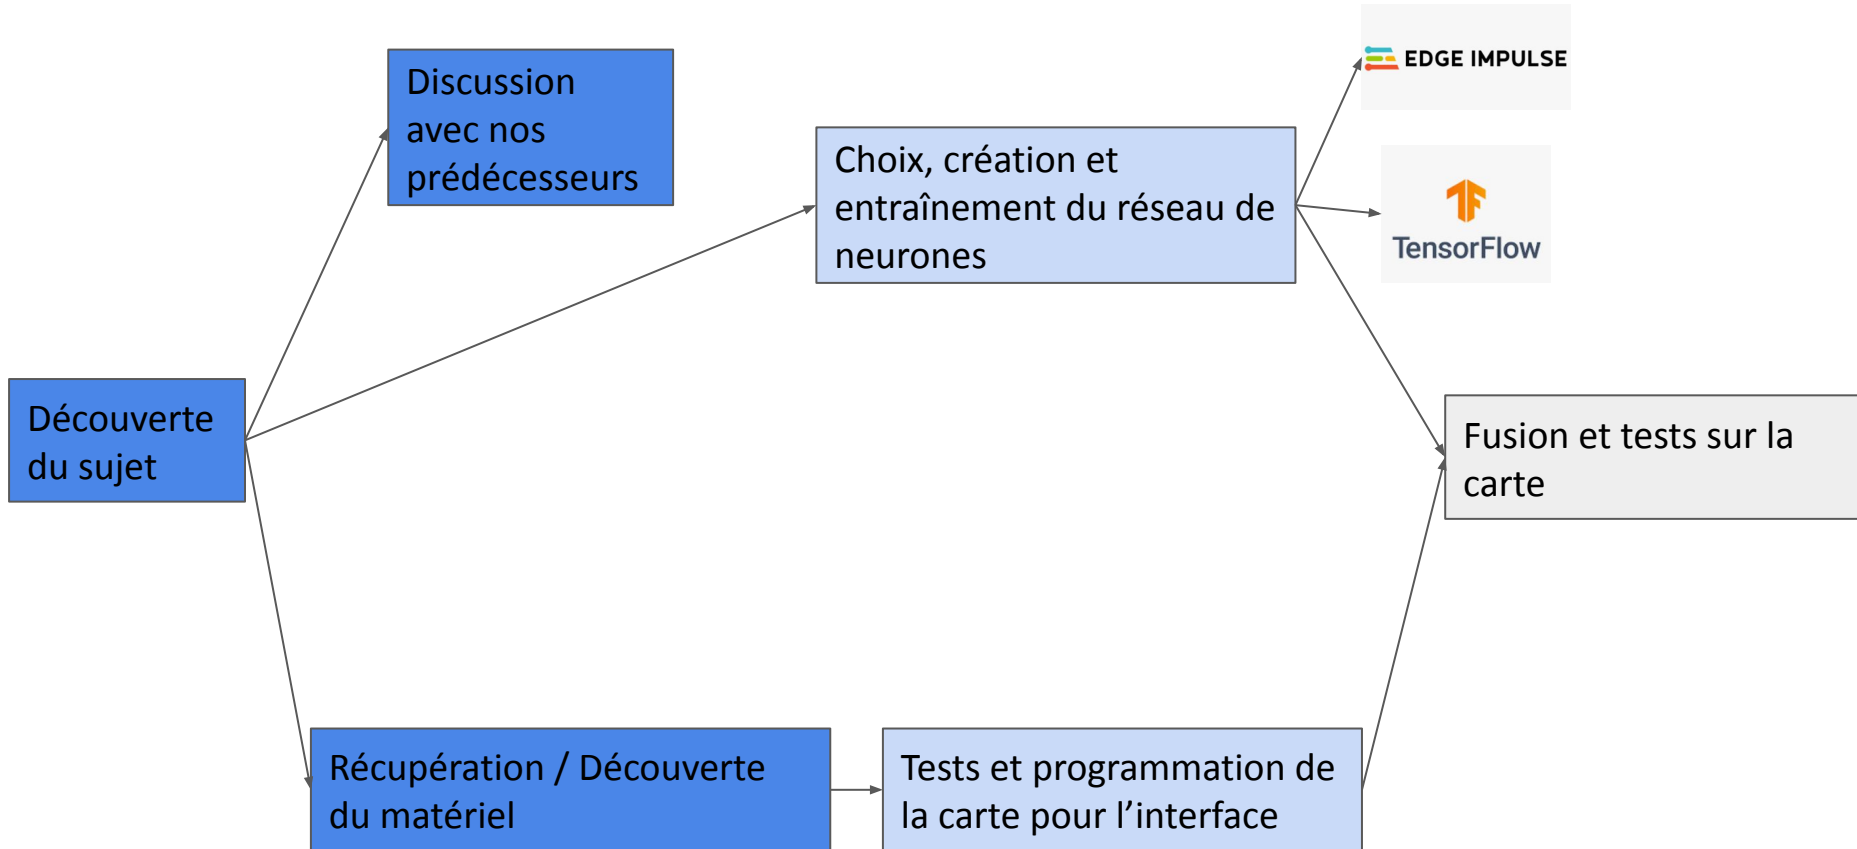 EDGE IMPULSE
Discussion
avec nos
prédécesseurs
Choix, création et
entraînement du réseau de
neurones
TensorFlow
Découverte
du sujet
Fusion et tests sur la
carte
Récupération / Découverte
du matériel
Tests et programmation de
la carte pour l’interface